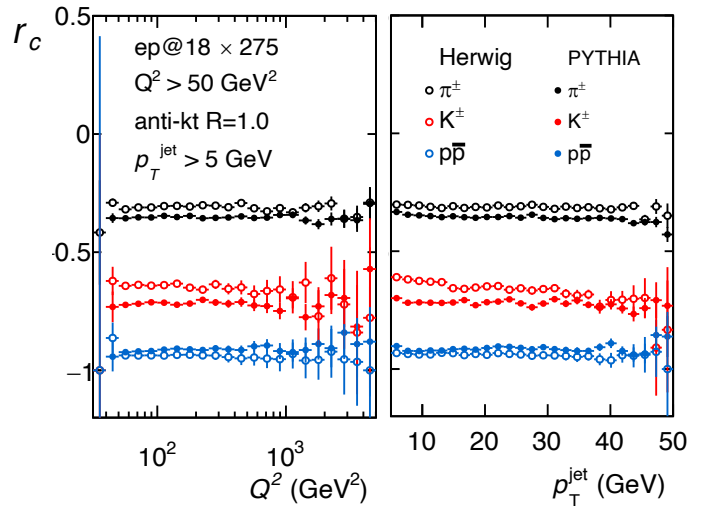 r_c
0.5
0
-0.5
−1
ep@18 × 275
Q² > 50 GeV²
anti-kt R=1.0
p_T^jet > 5 GeV
10²
10³
Q² (GeV²)
Herwig PYTHIA
π± π±
K± K±
pp̅ pp̅
10 20 30 40 50
p_T^jet (GeV)